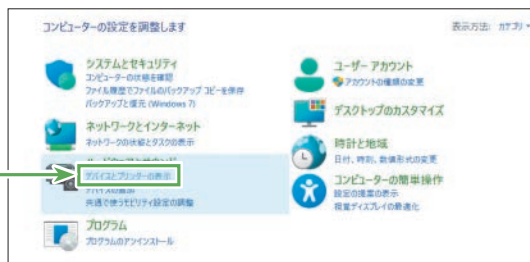 コンピューターの設定を調整します
表示方法: カテゴリ
システムとセキュリティ
コンピューターの状態を確認
ファイル履歴でファイルのバックアップ コピーを保存
バックアップと復元 (Windows 7)
ネットワークとインターネット
ネットワークの状態とタスクの表示
デバイスとプリンターの表示
デバイスの追加
共通で使うモビリティ設定の調整
プログラム
プログラムのアンインストール
ユーザー アカウント
アカウントの種類の変更
デスクトップのカスタマイズ
時計と地域
日付、時刻、数値形式の変更
コンピューターの簡単操作
設定の提案の表示
視覚ディスプレイの最適化